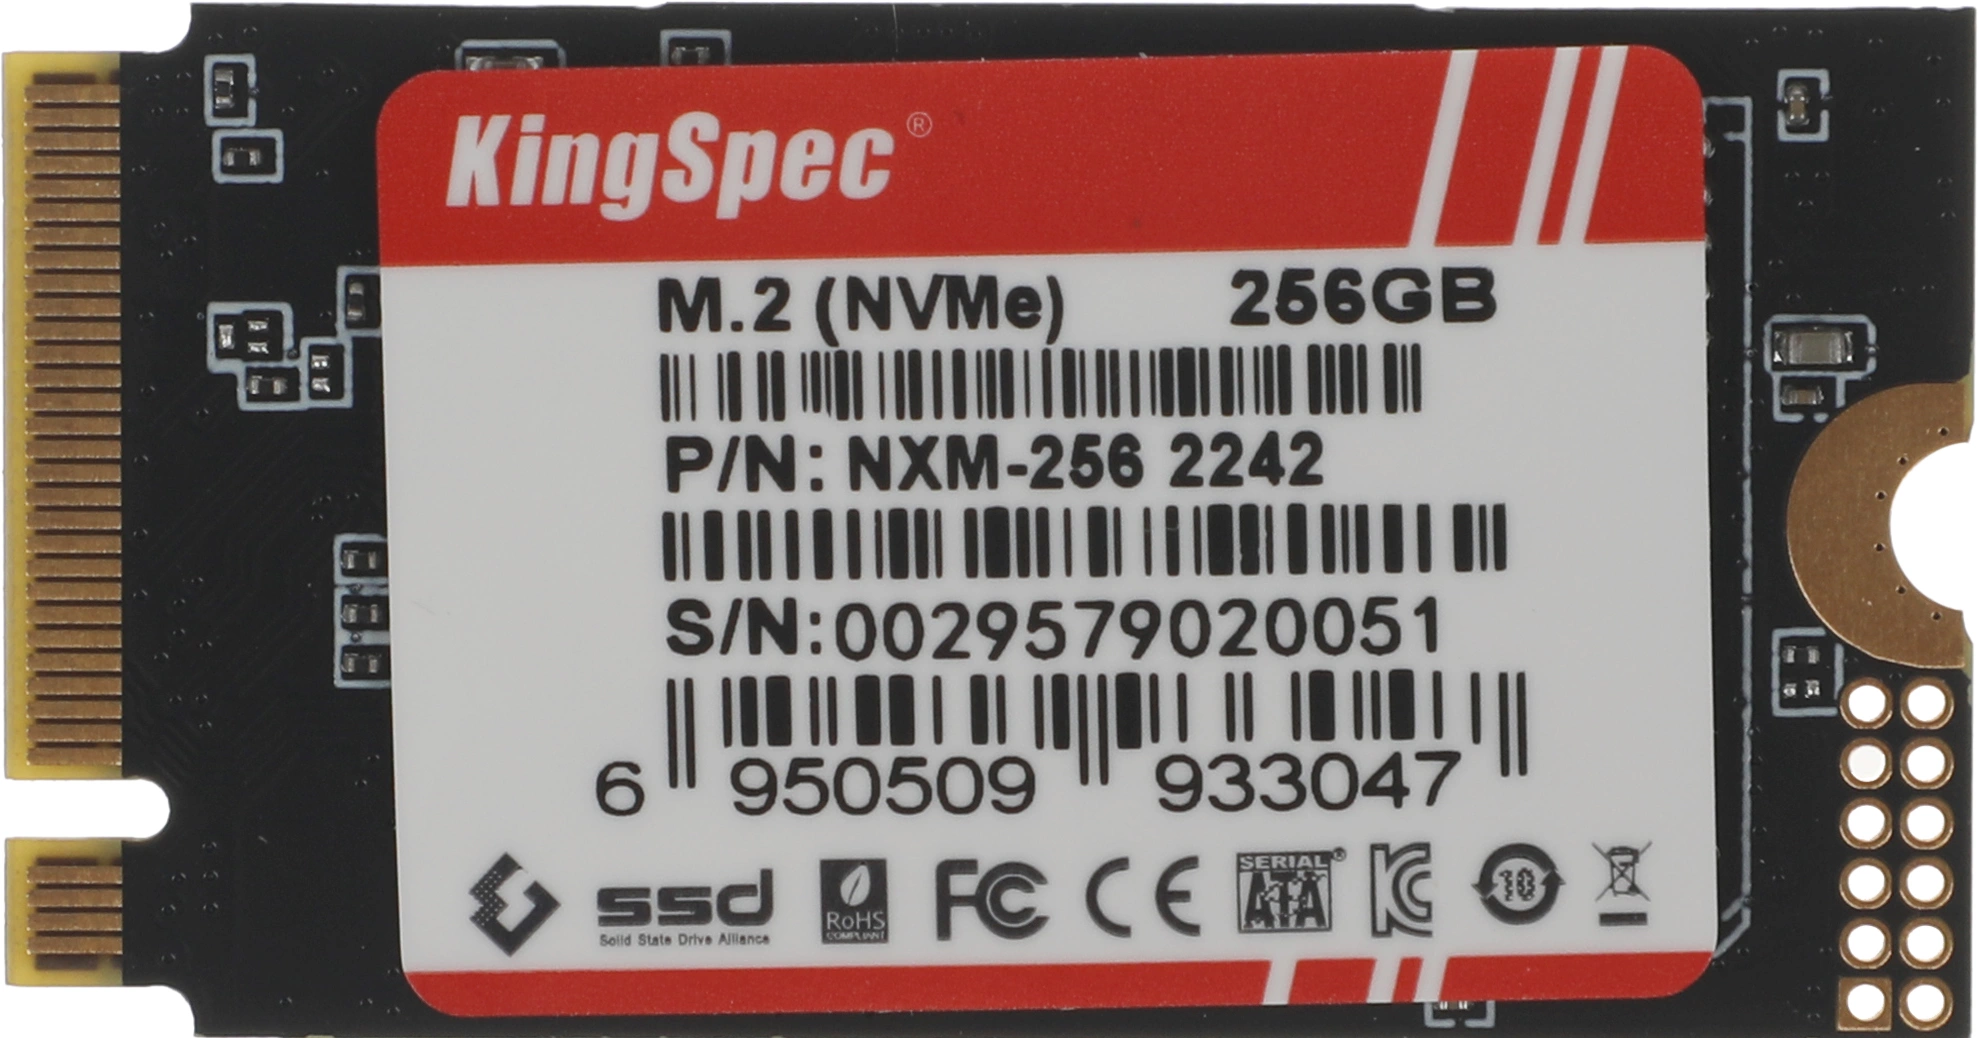 KingSpec®
M.2 (NVMe) 256GB
P/N: NXM-256 2242
S/N:0029579020051
6 950509 933047
ssd
Solid State Drive Alliance
RoHS
COMPLIANT
FC
CE
SERIAL®
ATA
KC
10